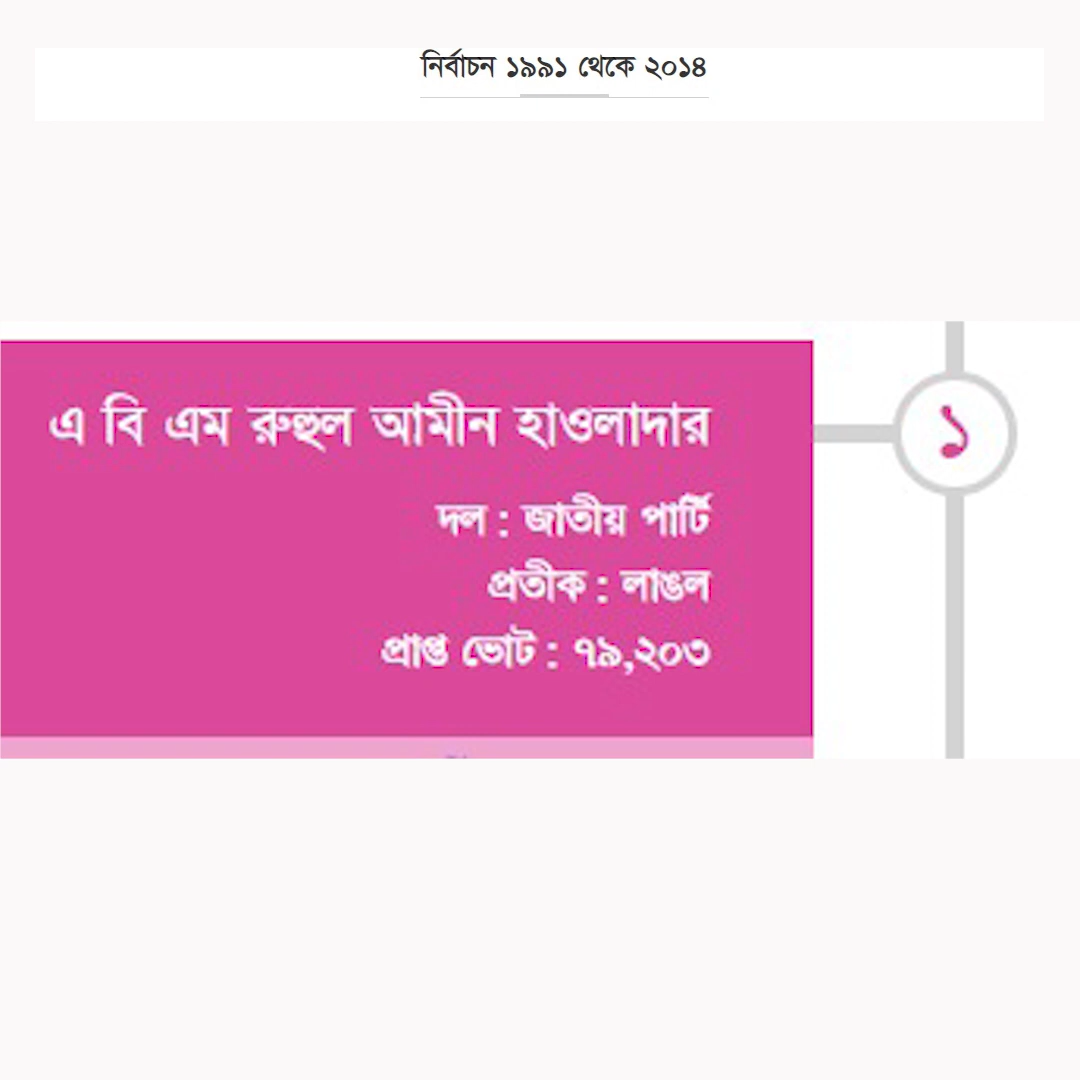 নির্বাচন ১৯৯১ থেকে ২০১৪
এ বি এম রুহুল আমীন হাওলাদার
১
দল : জাতীয় পার্টি
প্রতীক : লাঙল
প্রাপ্ত ভোট : ৭৯,২০৩